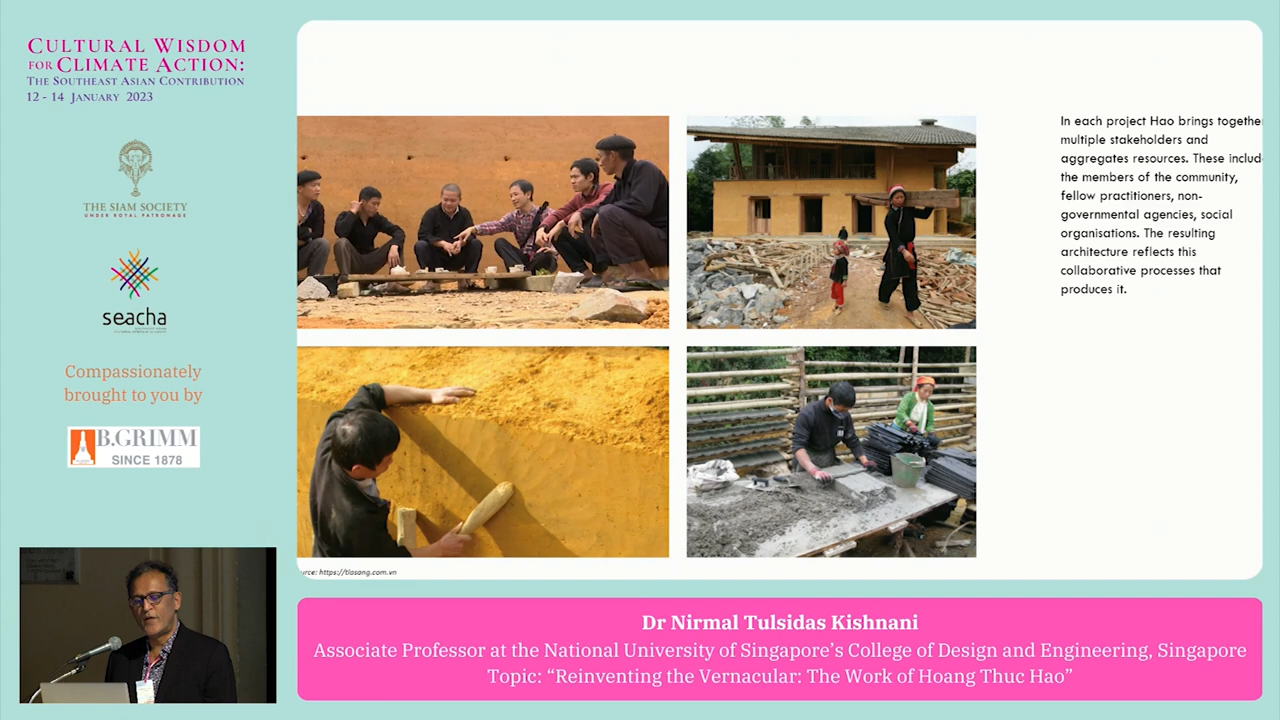 CULTURAL WISDOM
FOR CLIMATE ACTION:
THE SOUTHEAST ASIAN CONTRIBUTION
12 - 14 JANUARY 2023
THE SIAM SOCIETY
UNDER ROYAL PATRONAGE
seacha
Compassionately
brought to you by
B.GRIMM
SINCE 1878
In each project Hao brings togethe
multiple stakeholders and
aggregates resources. These includ
the members of the community,
fellow practitioners, non-
governmental agencies, social
organisations. The resulting
architecture reflects this
collaborative processes that
produces it.
urce: https://tiasang.com.vn
Dr Nirmal Tulsidas Kishnani
Associate Professor at the National University of Singapore’s College of Design and Engineering, Singapore
Topic: “Reinventing the Vernacular: The Work of Hoang Thuc Hao”